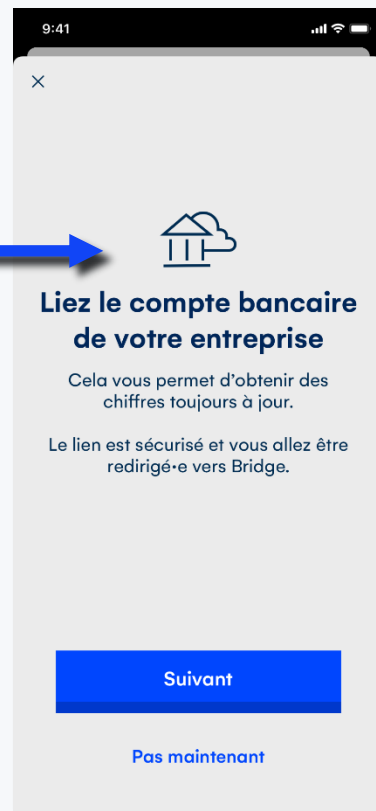 9:41
Liez le compte bancaire
de votre entreprise
Cela vous permet d'obtenir des
chiffres toujours à jour.
Le lien est sécurisé et vous allez être
redirigé·e vers Bridge.
Suivant
Pas maintenant